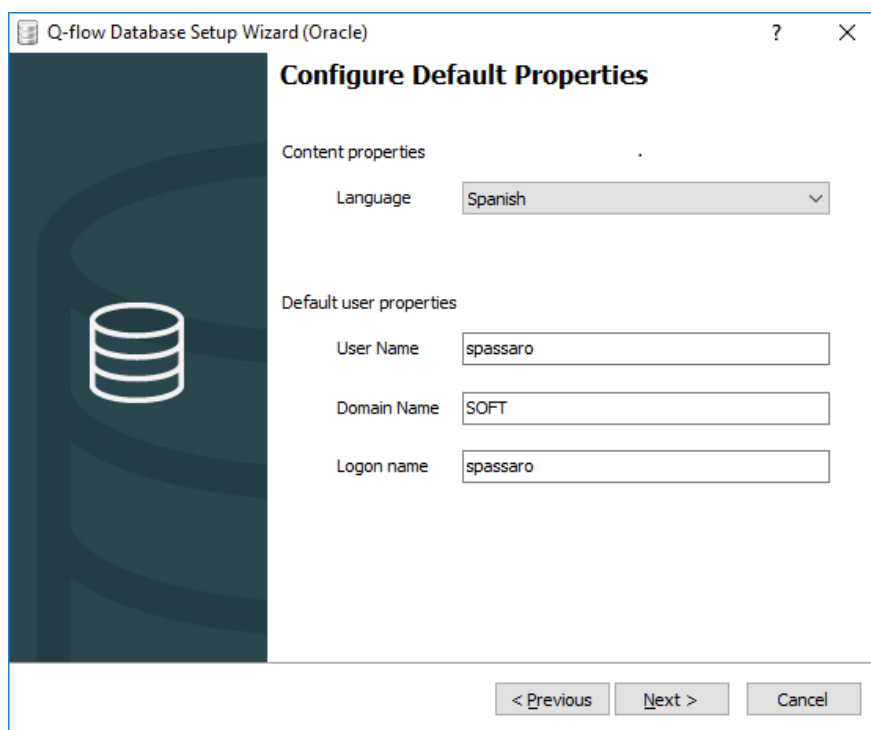 Q-flow Database Setup Wizard (Oracle) ?
Configure Default Properties
Content properties .
Language Spanish
Default user properties
User Name spassaro
Domain Name SOFT
Logon name spassaro
< Previous Next > Cancel